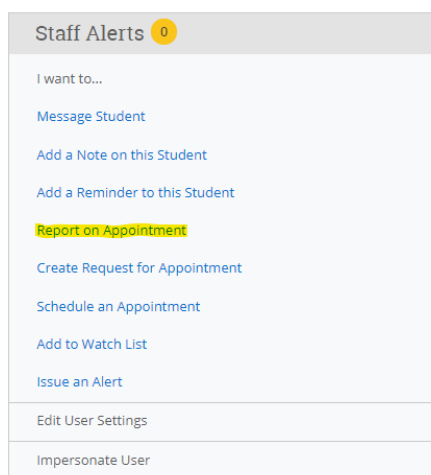 Staff Alerts 0
I want to...
Message Student
Add a Note on this Student
Add a Reminder to this Student
Report on Appointment
Create Request for Appointment
Schedule an Appointment
Add to Watch List
Issue an Alert
Edit User Settings
Impersonate User